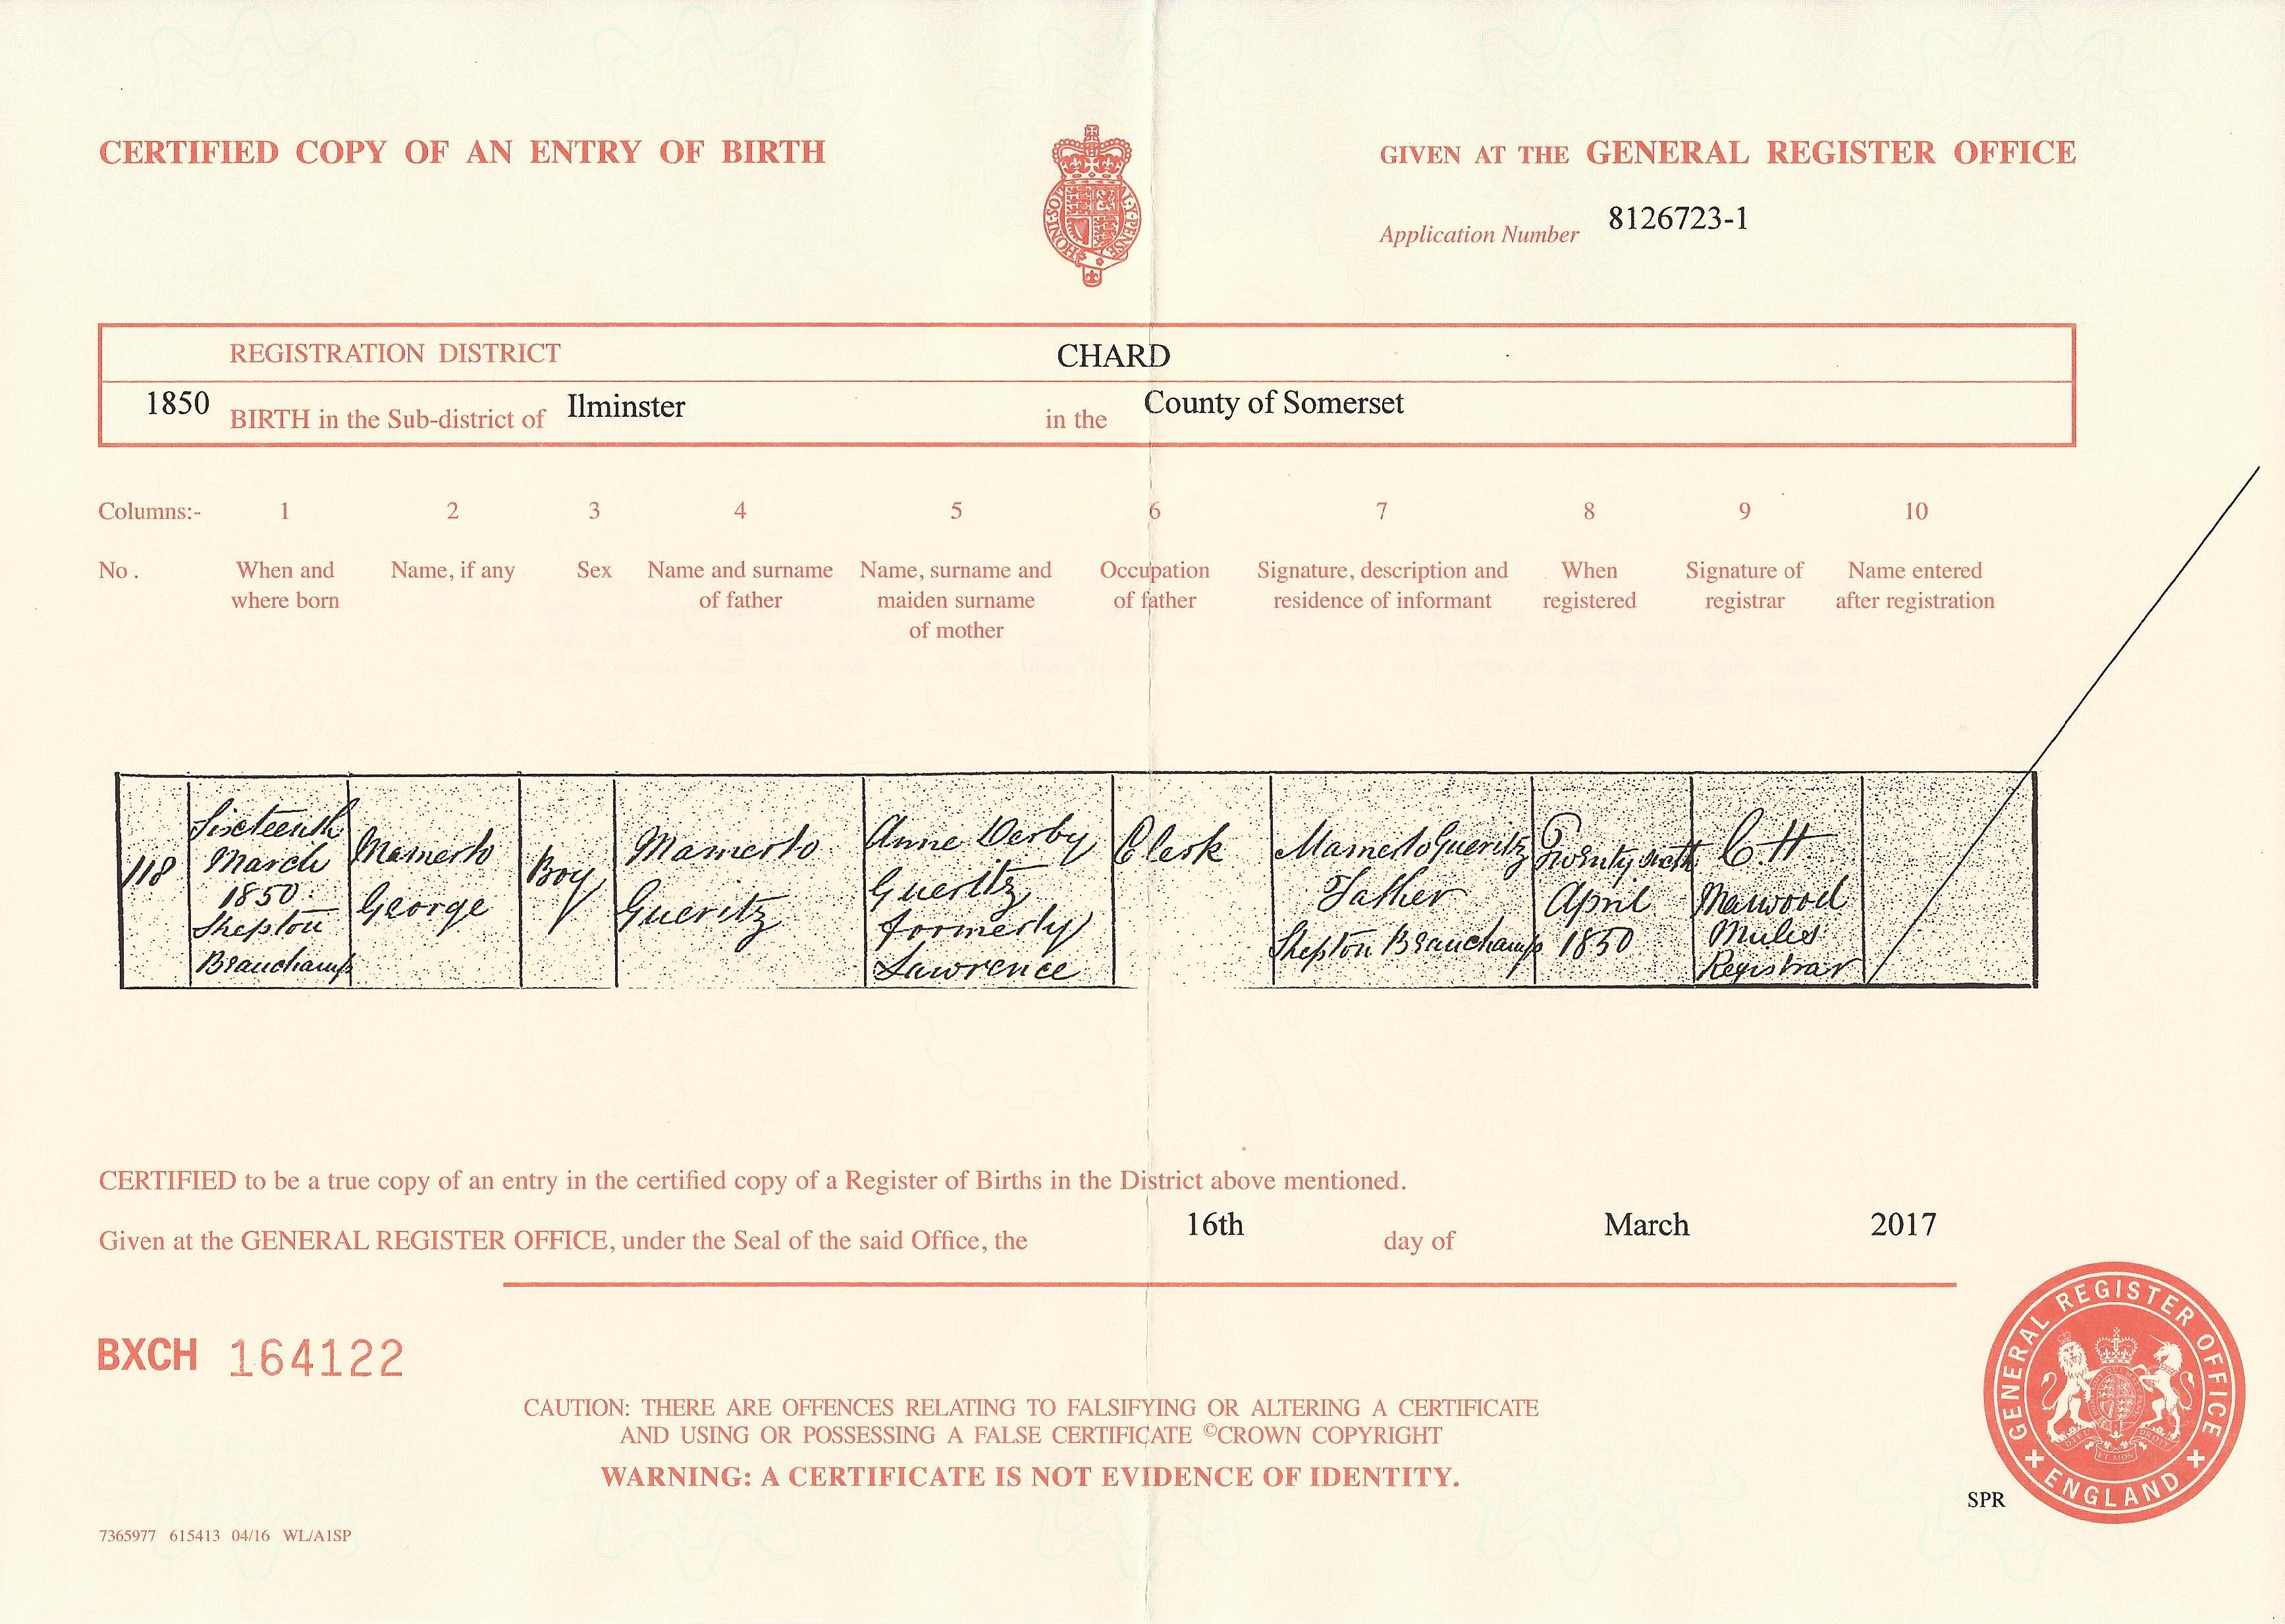 CERTIFIED COPY OF AN ENTRY OF BIRTH
GIVEN AT THE GENERAL REGISTER OFFICE
HONI SOIT QUI MAL Y PENSE
Application Number 8126723-1
REGISTRATION DISTRICT CHARD
1850 BIRTH in the Sub-district of Ilminster in the County of Somerset
Columns:- 1 2 3 4 5 6 7 8 9 10
No. When and where born
Name, if any
Sex
Name and surname of father
Name, surname and maiden surname of mother
Occupation of father
Signature, description and residence of informant
When registered
Signature of registrar
Name entered after registration
118
Sixteenth
March
1850
Shepton
Beauchamp
Mamerto
George
Boy
Mamerto
Gueritz
Anne Derby
Gueritz
formerly
Lawrence
Clerk
Mamerto Gueritz
Father
Shepton Beauchamp
Twenty sixth
April
1850
C. H
Marwood
Mules
Registrar
CERTIFIED to be a true copy of an entry in the certified copy of a Register of Births in the District above mentioned.
Given at the GENERAL REGISTER OFFICE, under the Seal of the said Office, the 16th day of March 2017
BXCH 164122
CAUTION: THERE ARE OFFENCES RELATING TO FALSIFYING OR ALTERING A CERTIFICATE
AND USING OR POSSESSING A FALSE CERTIFICATE ©CROWN COPYRIGHT
WARNING: A CERTIFICATE IS NOT EVIDENCE OF IDENTITY.
GENERAL REGISTER OFFICE
ENGLAND
SPR
7365977 615413 04/16 WL/A1SP